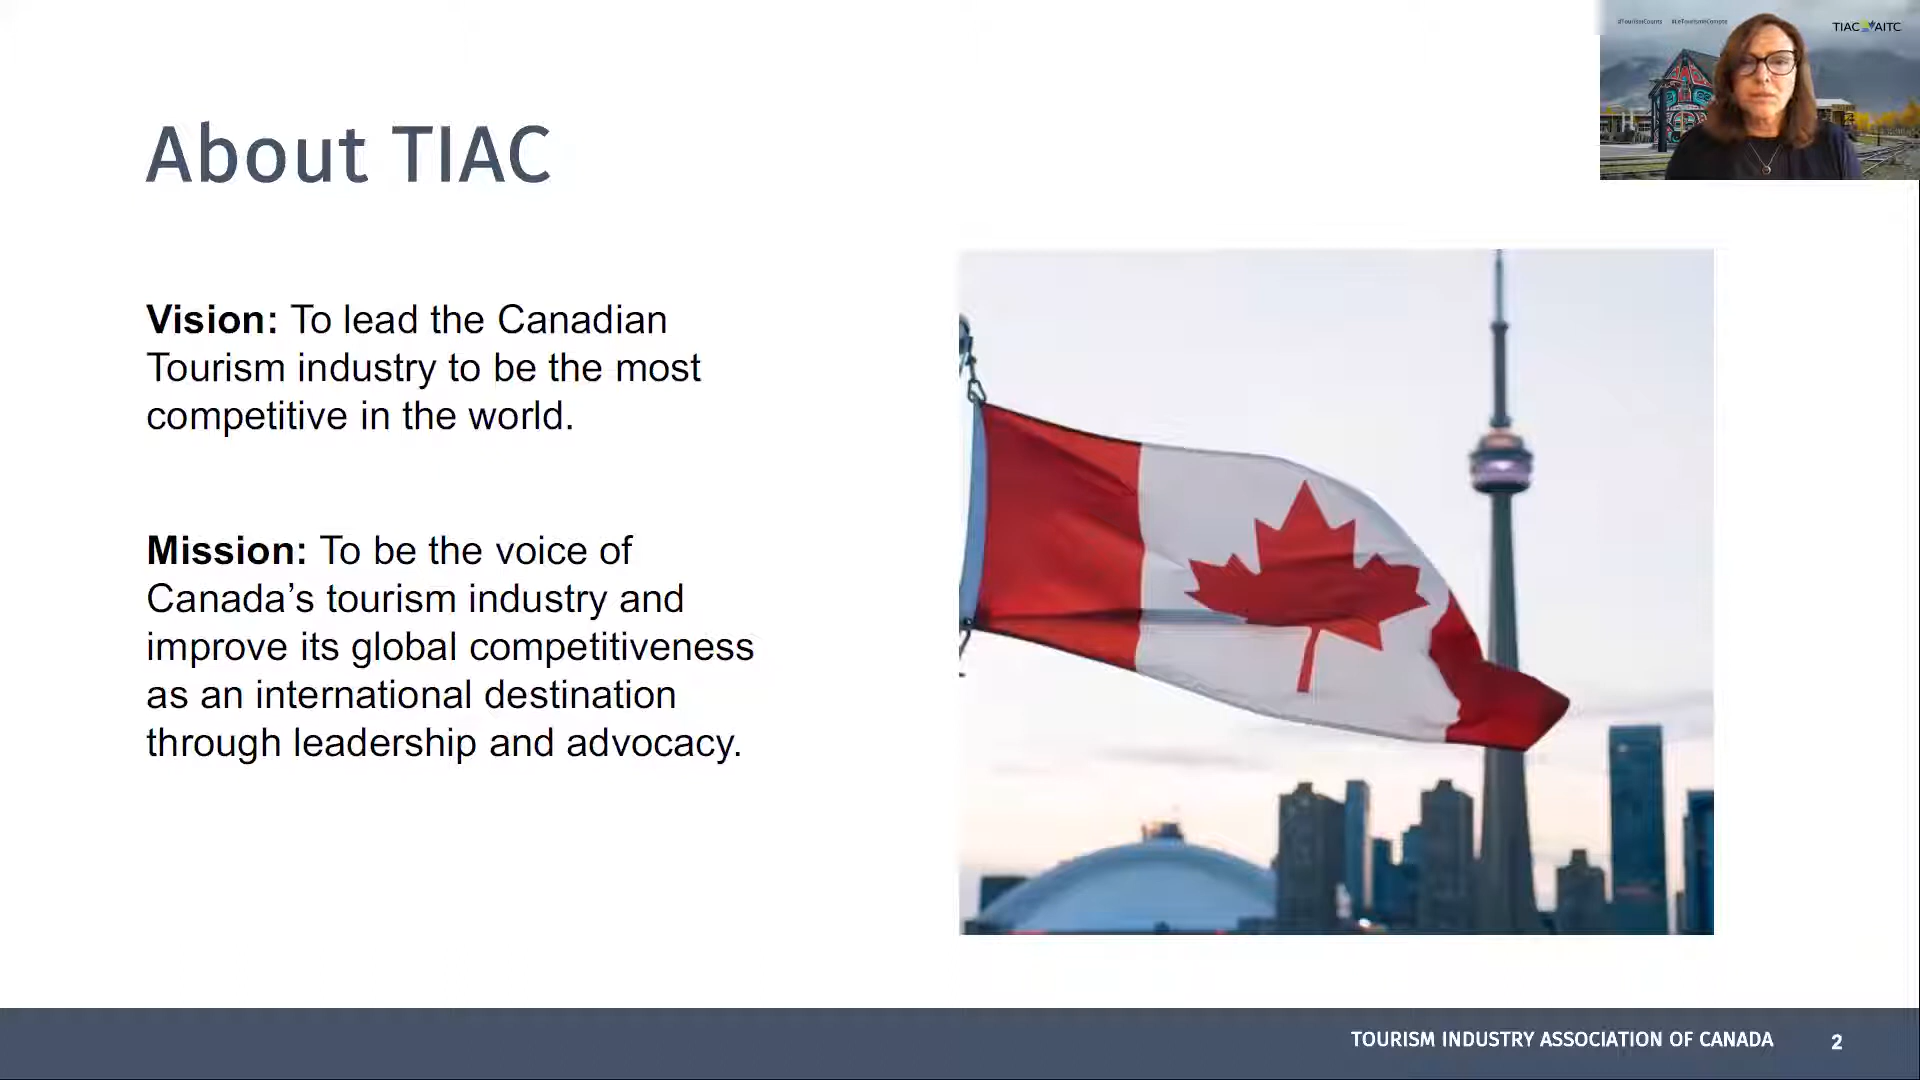 #TourismCounts #LeTourismeCompte
TIAC AITC
About TIAC
Vision: To lead the Canadian
Tourism industry to be the most
competitive in the world.
Mission: To be the voice of
Canada’s tourism industry and
improve its global competitiveness
as an international destination
through leadership and advocacy.
TOURISM INDUSTRY ASSOCIATION OF CANADA 2